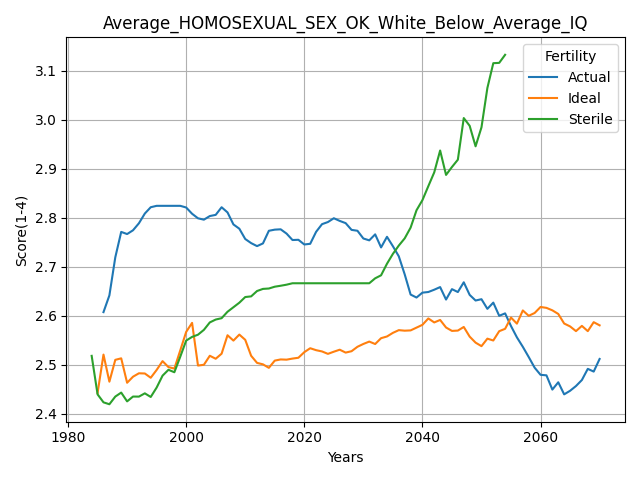 Average_HOMOSEXUAL_SEX_OK_White_Below_Average_IQ
Fertility
Actual
Ideal
Sterile
Score(1-4)
3.1
3.0
2.9
2.8
2.7
2.6
2.5
2.4
1980
2000
2020
2040
2060
Years